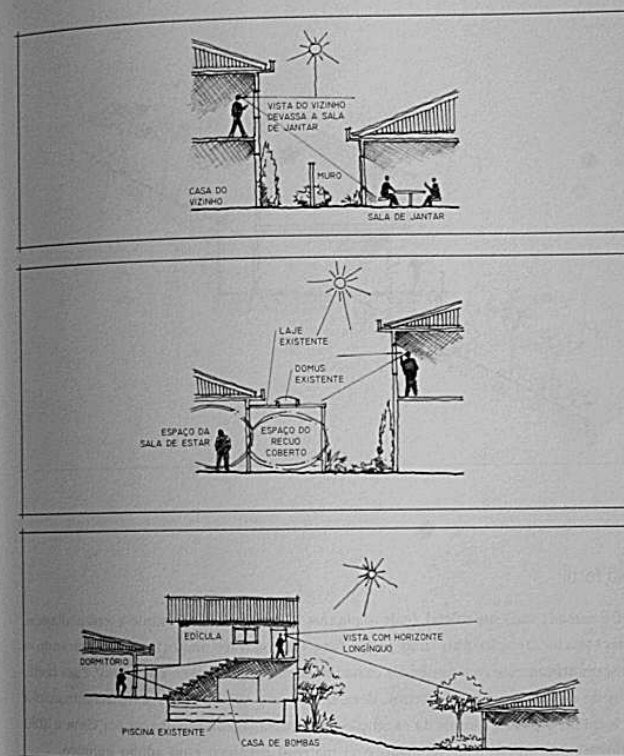 VISTA DO VIZINHO
DEVASSA A SALA
DE JANTAR
MURO
CASA DO
VIZINHO
SALA DE JANTAR
LAJE
EXISTENTE
DOMUS
EXISTENTE
ESPAÇO DA
SALA DE ESTAR
ESPAÇO DO
RECUO
COBERTO
EDÍCULA
VISTA COM HORIZONTE
LONGÍNQUO
DORMITÓRIO
PISCINA EXISTENTE
CASA DE BOMBAS